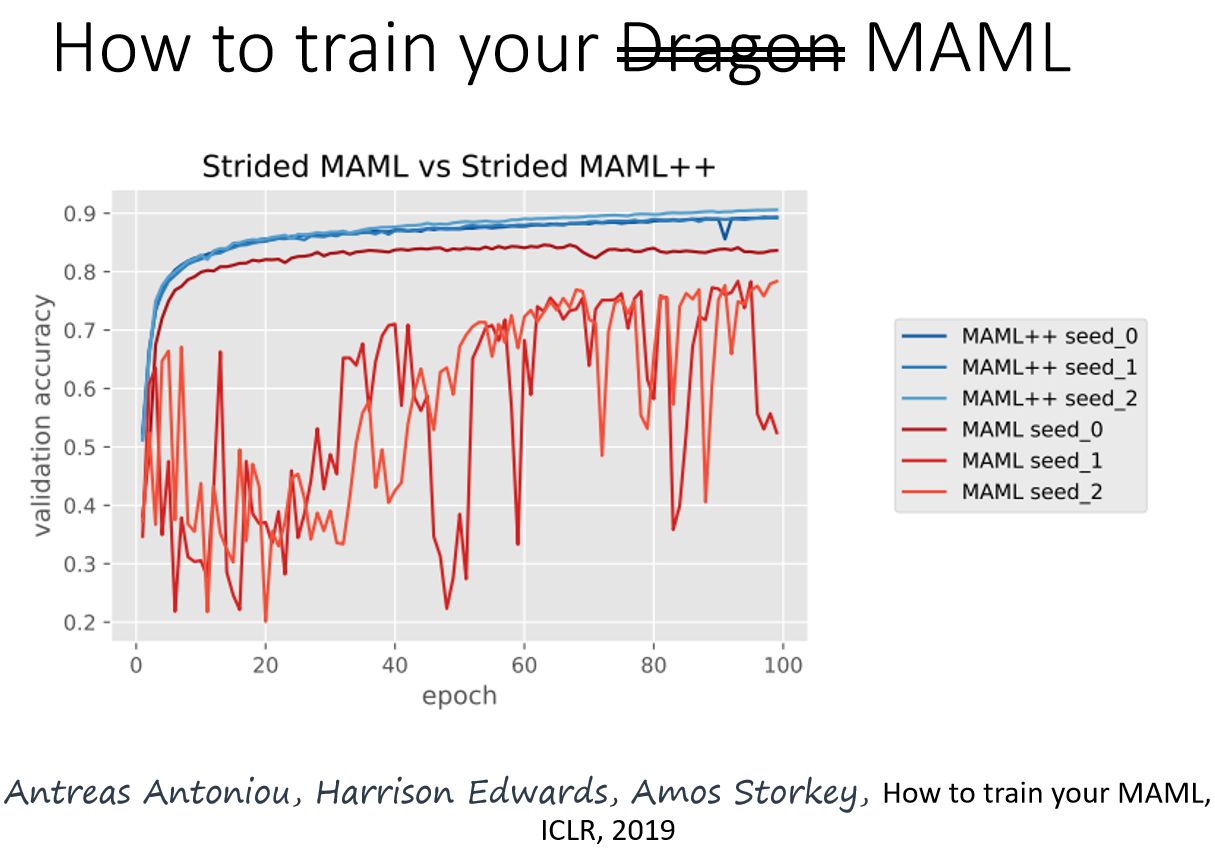 How to train your Dragon MAML
Strided MAML vs Strided MAML++
0.9
0.8
0.7
0.6
0.5
0.4
0.3
0.2
validation accuracy
0 20 40 60 80 100
epoch
MAML++ seed_0
MAML++ seed_1
MAML++ seed_2
MAML seed_0
MAML seed_1
MAML seed_2
Antreas Antoniou, Harrison Edwards, Amos Storkey, How to train your MAML,
ICLR, 2019